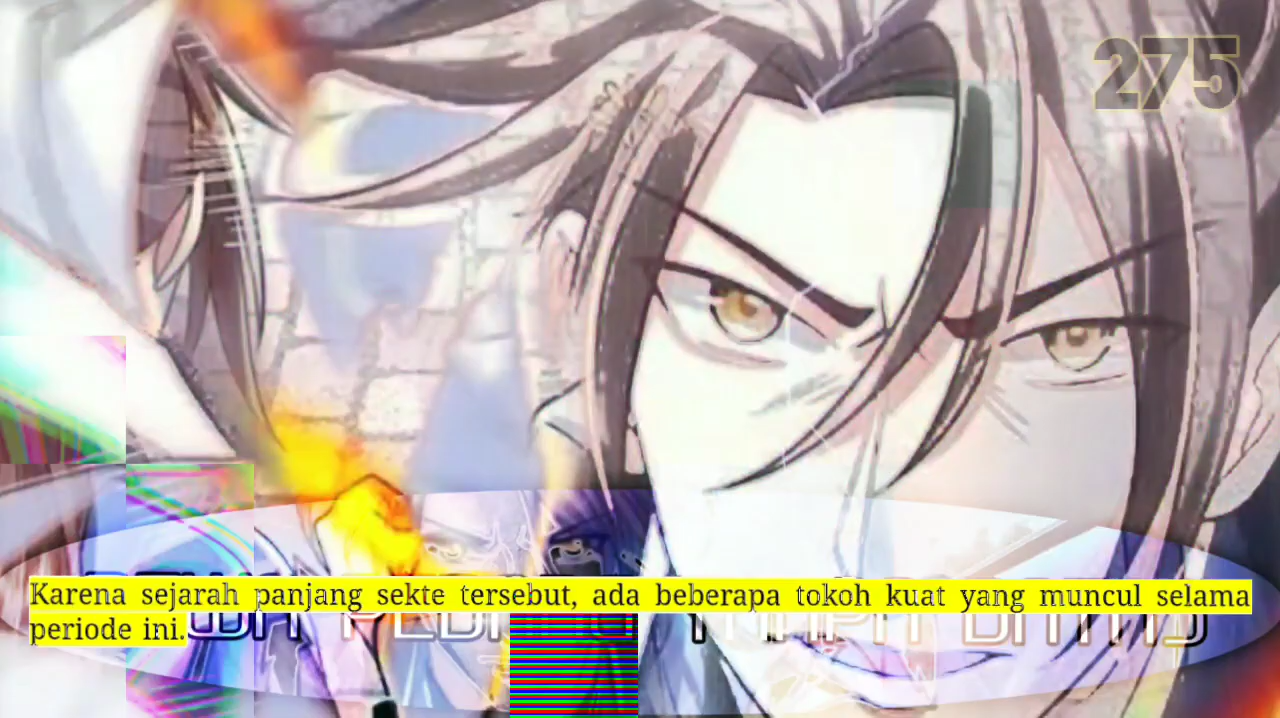 275
Karena sejarah panjang sekte tersebut, ada beberapa tokoh kuat yang muncul selama
periode ini.